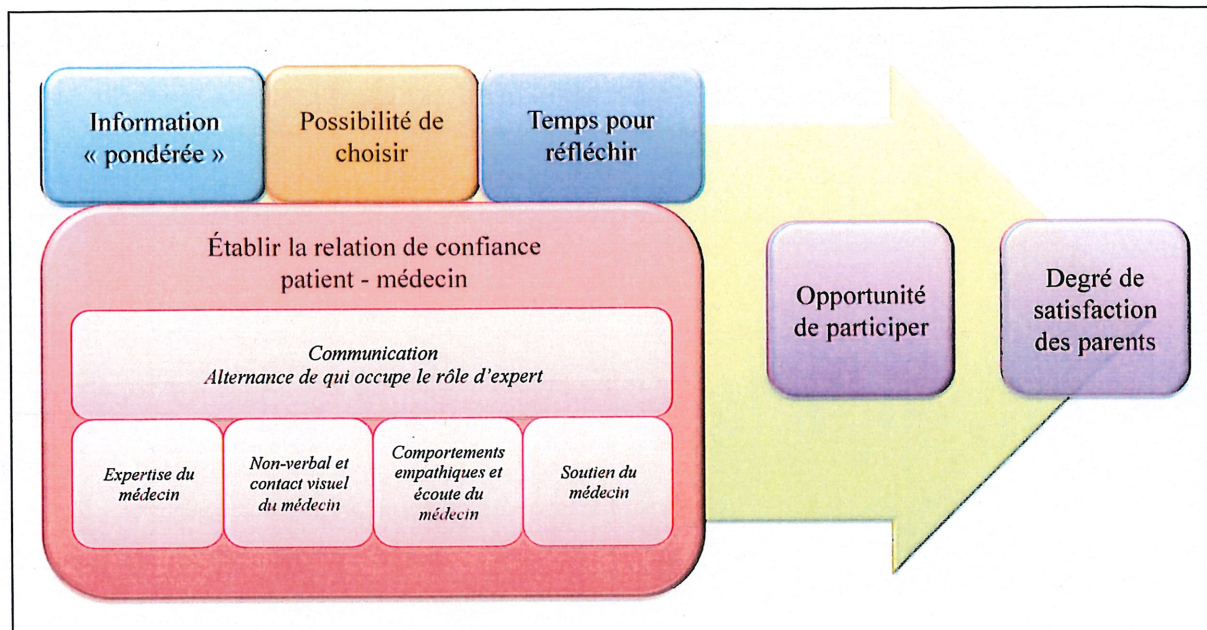 Information
« pondérée »
Possibilité de
choisir
Temps pour
réfléchir
Établir la relation de confiance
patient - médecin
Communication
Alternance de qui occupe le rôle d'expert
Expertise du
médecin
Non-verbal et
contact visuel
du médecin
Comportements
empathiques et
écoute du
médecin
Soutien du
médecin
Opportunité
de participer
Degré de
satisfaction
des parents